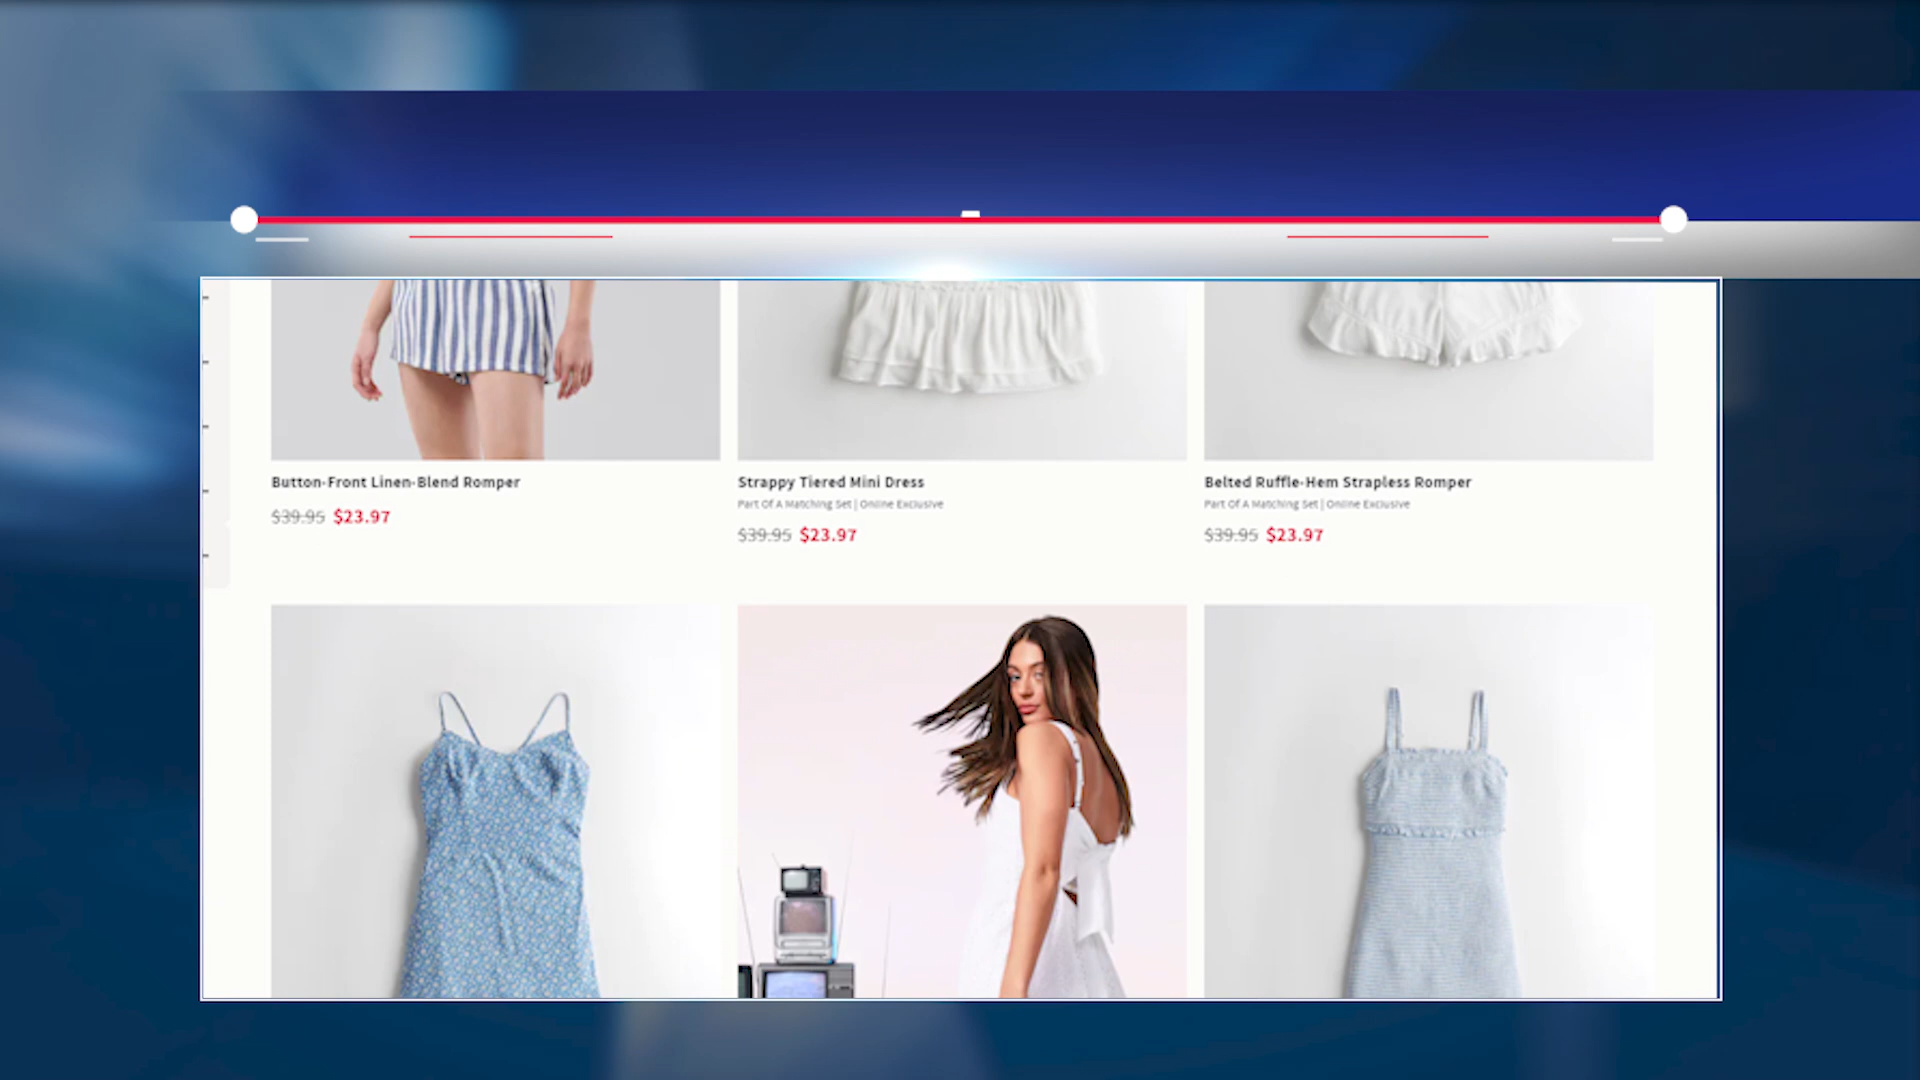 Button-Front Linen-Blend Romper
$39.95 $23.97
Strappy Tiered Mini Dress
Part Of A Matching Set | Online Exclusive
$39.95 $23.97
Belted Ruffle-Hem Strapless Romper
Part Of A Matching Set | Online Exclusive
$39.95 $23.97